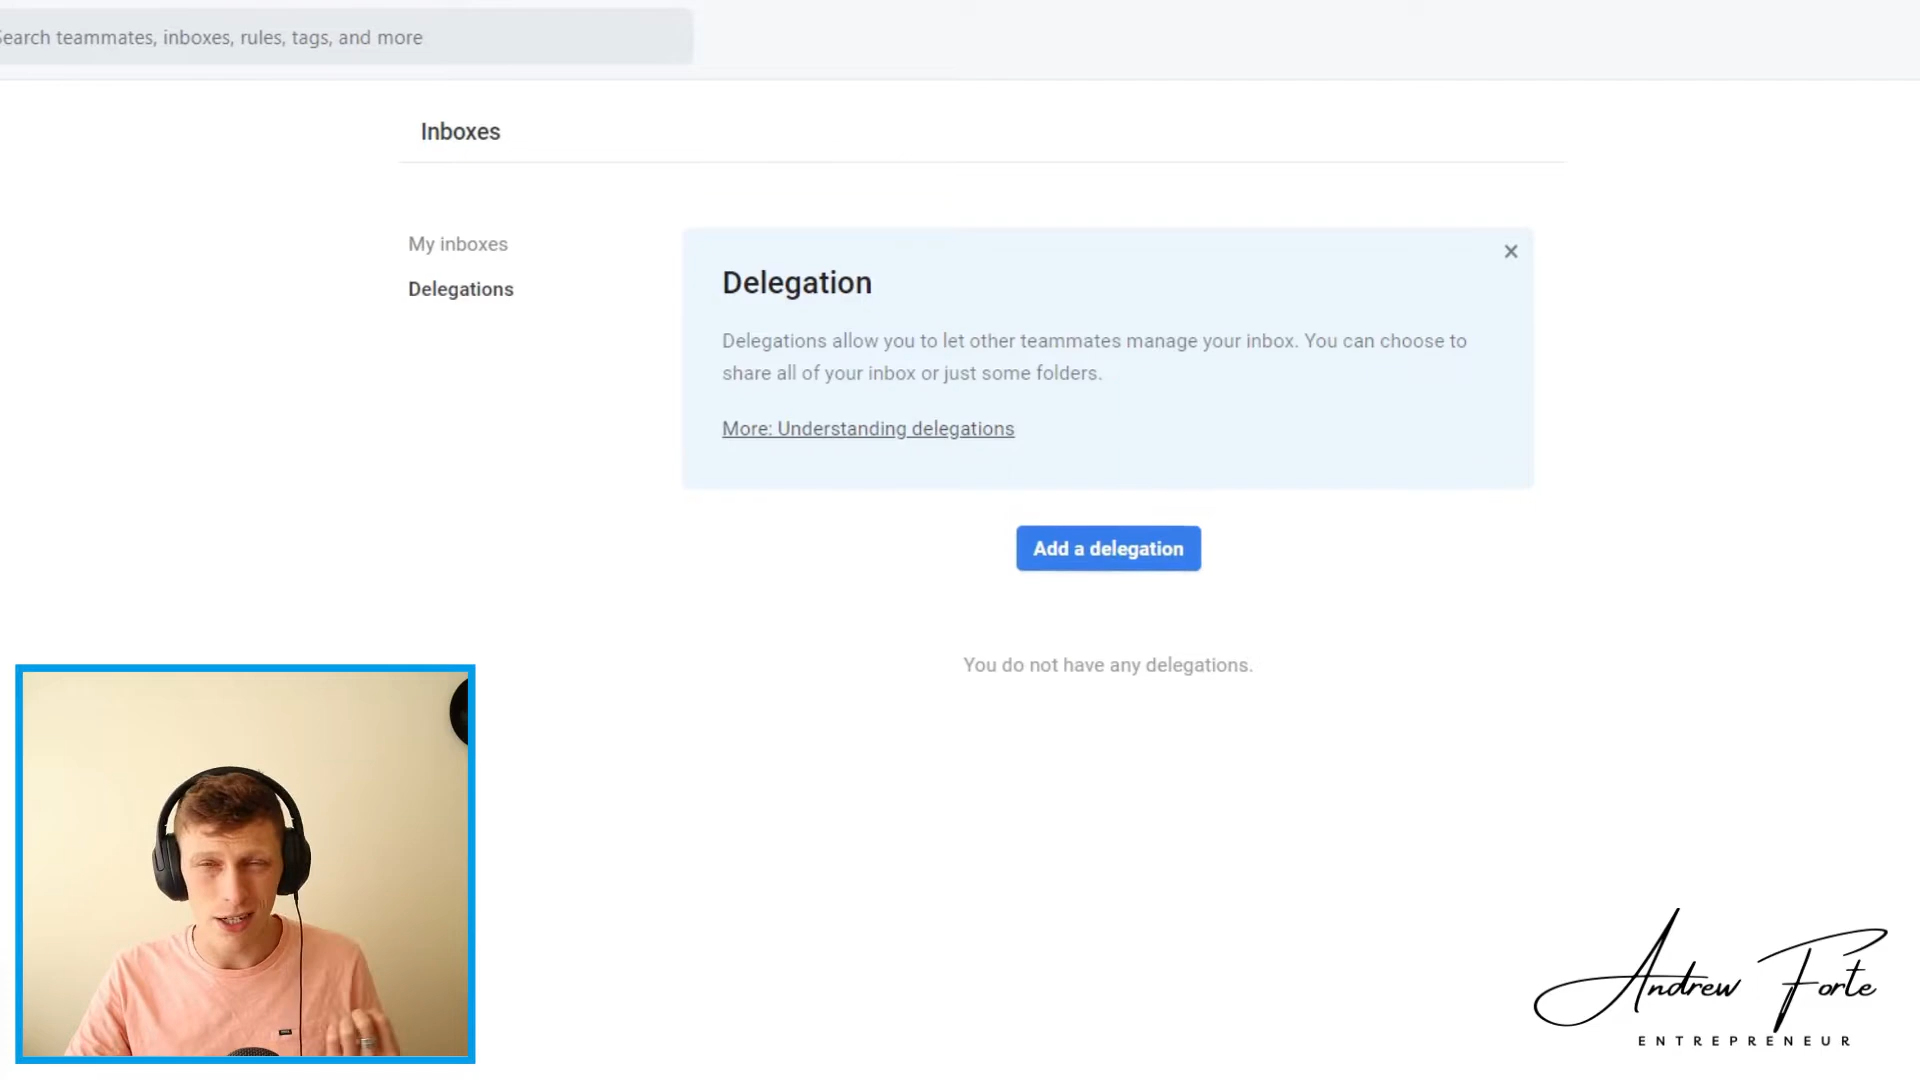 Search teammates, inboxes, rules, tags, and more
Inboxes
My inboxes
Delegations
Delegation
Delegations allow you to let other teammates manage your inbox. You can choose to
share all of your inbox or just some folders.
More: Understanding delegations
Add a delegation
You do not have any delegations.
Andrew Forte
ENTREPRENEUR